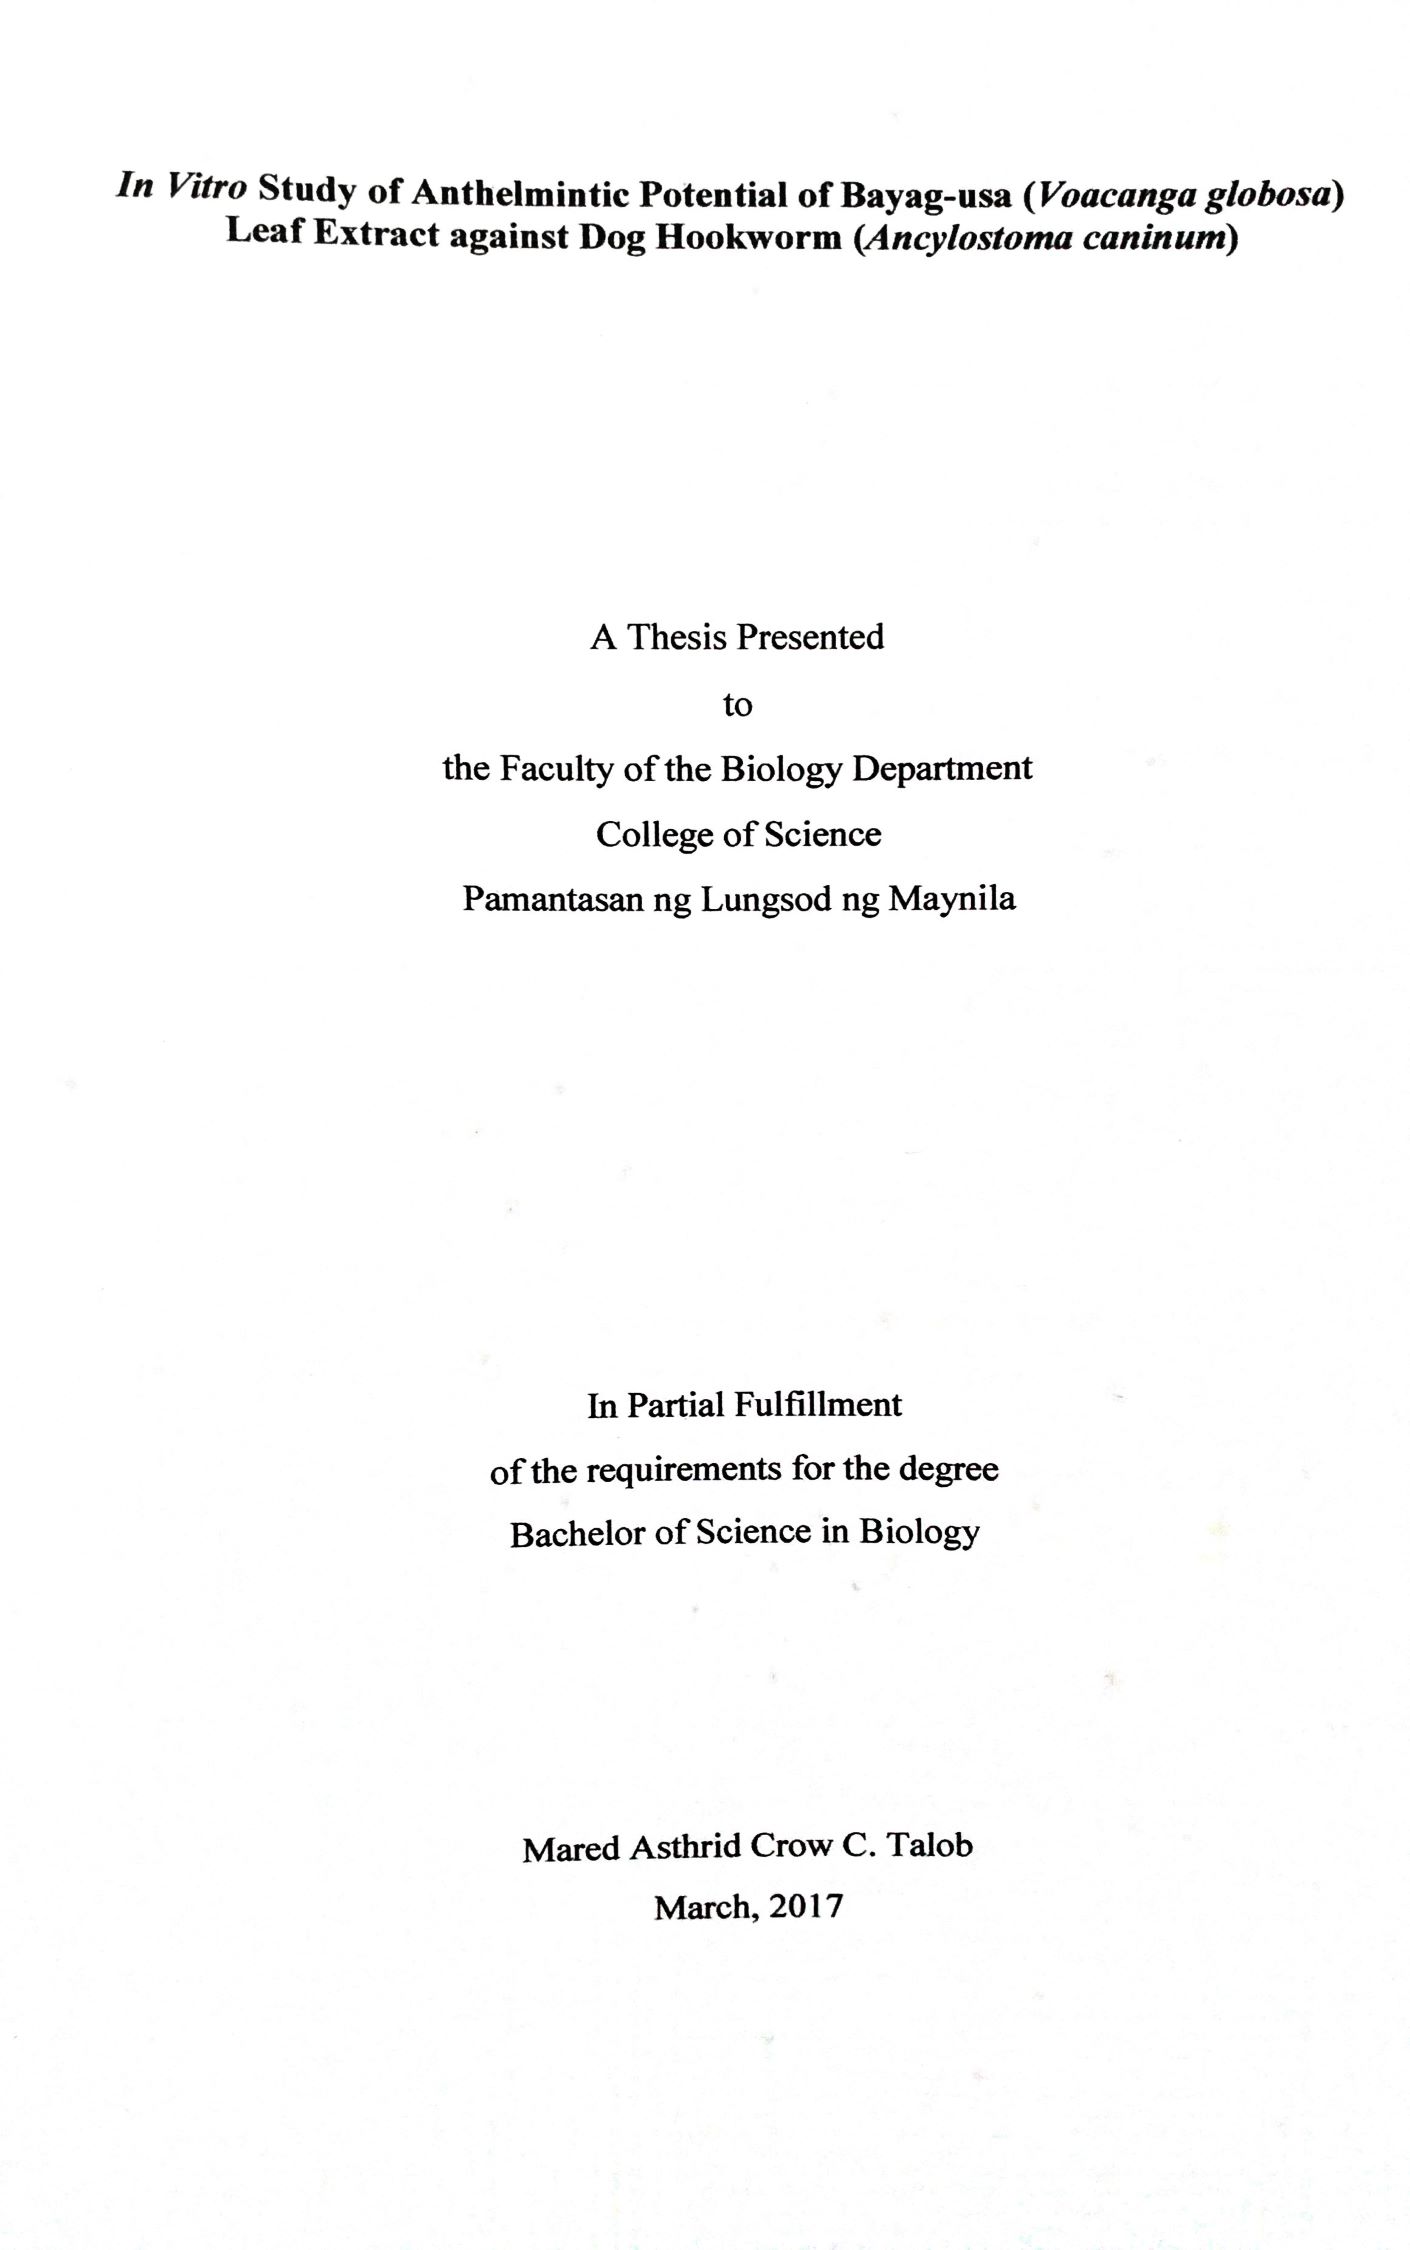 In Vitro Study of Anthelmintic Potential of Bayag-usa (Voacanga globosa)
Leaf Extract against Dog Hookworm (Ancylostoma caninum)
A Thesis Presented
to
the Faculty of the Biology Department
College of Science
Pamantasan ng Lungsod ng Maynila
In Partial Fulfillment
of the requirements for the degree
Bachelor of Science in Biology
Mared Asthrid Crow C. Talob
March, 2017